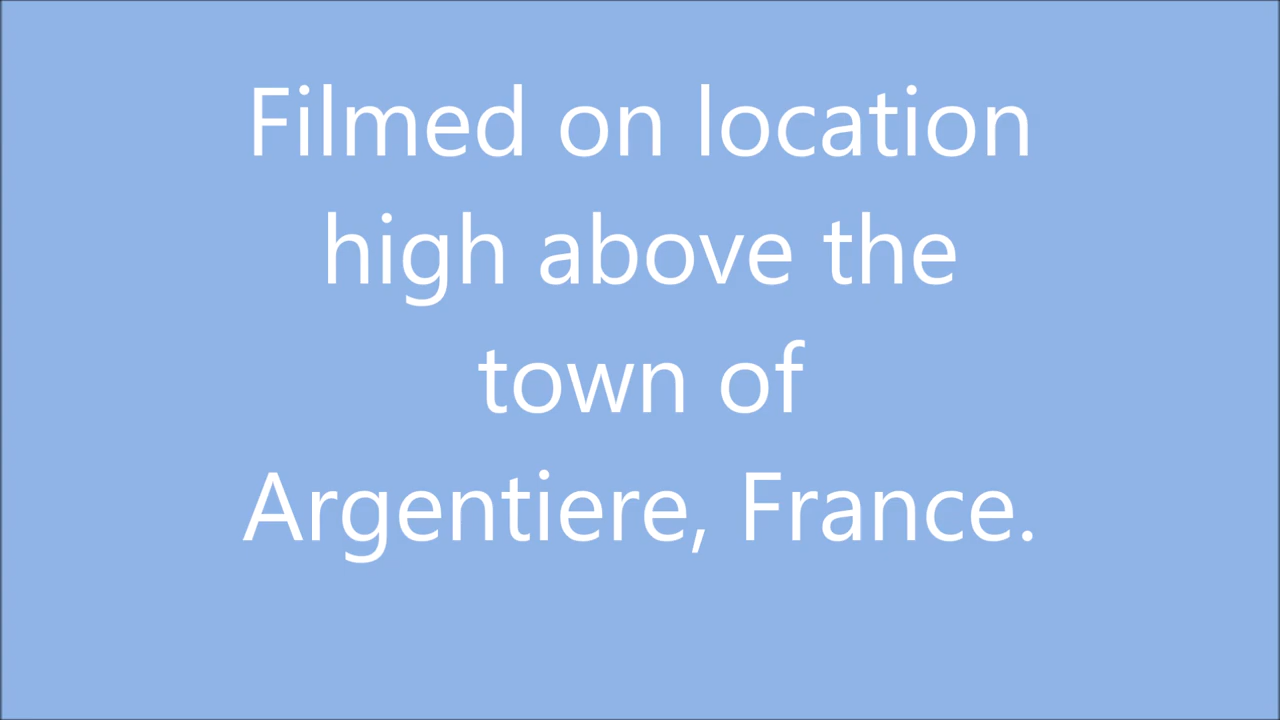 Filmed on location
high above the
town of
Argentiere, France.